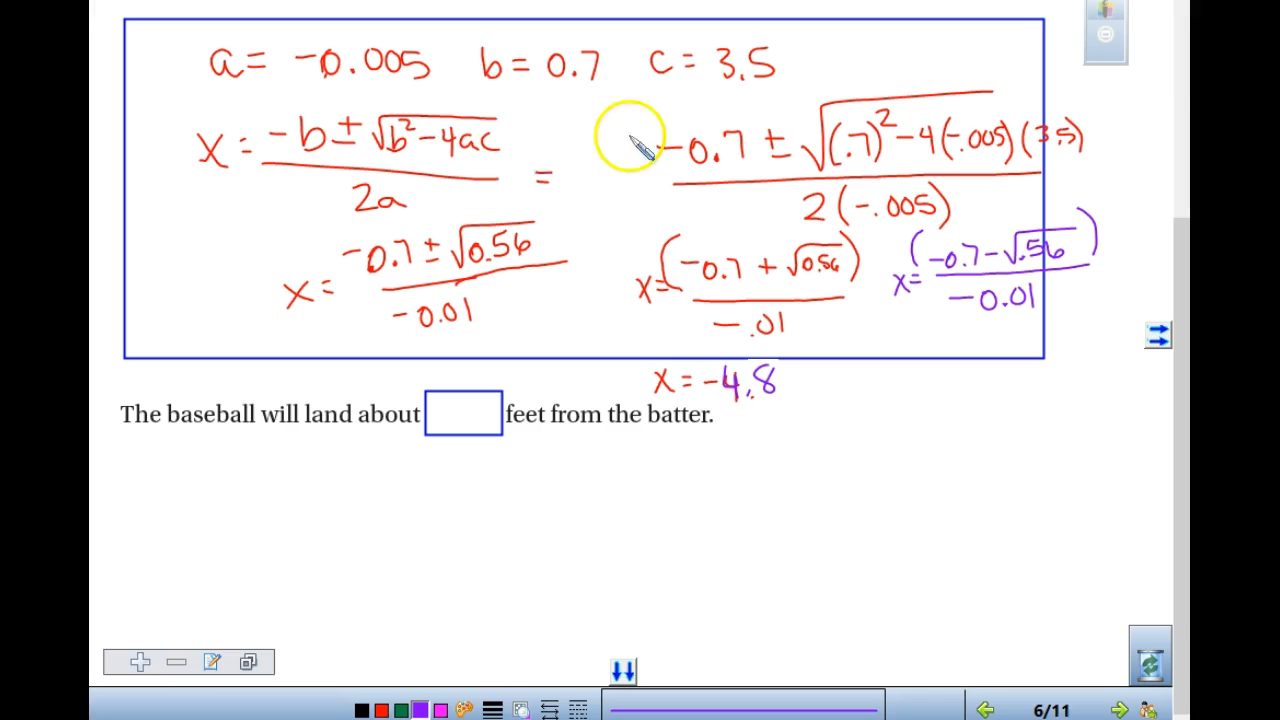 a = -0.005 b = 0.7 c = 3.5
x = -b ± √b² - 4ac / 2a = -0.7 ± √(.7)² - 4(-.005)(3.5) / 2(-.005)
x = -0.7 ± √0.56 / -0.01
x = (-0.7 + √0.56) / -.01
x = (-0.7 - √.56) / -0.01
x = -4.8
The baseball will land about feet from the batter.
6/11